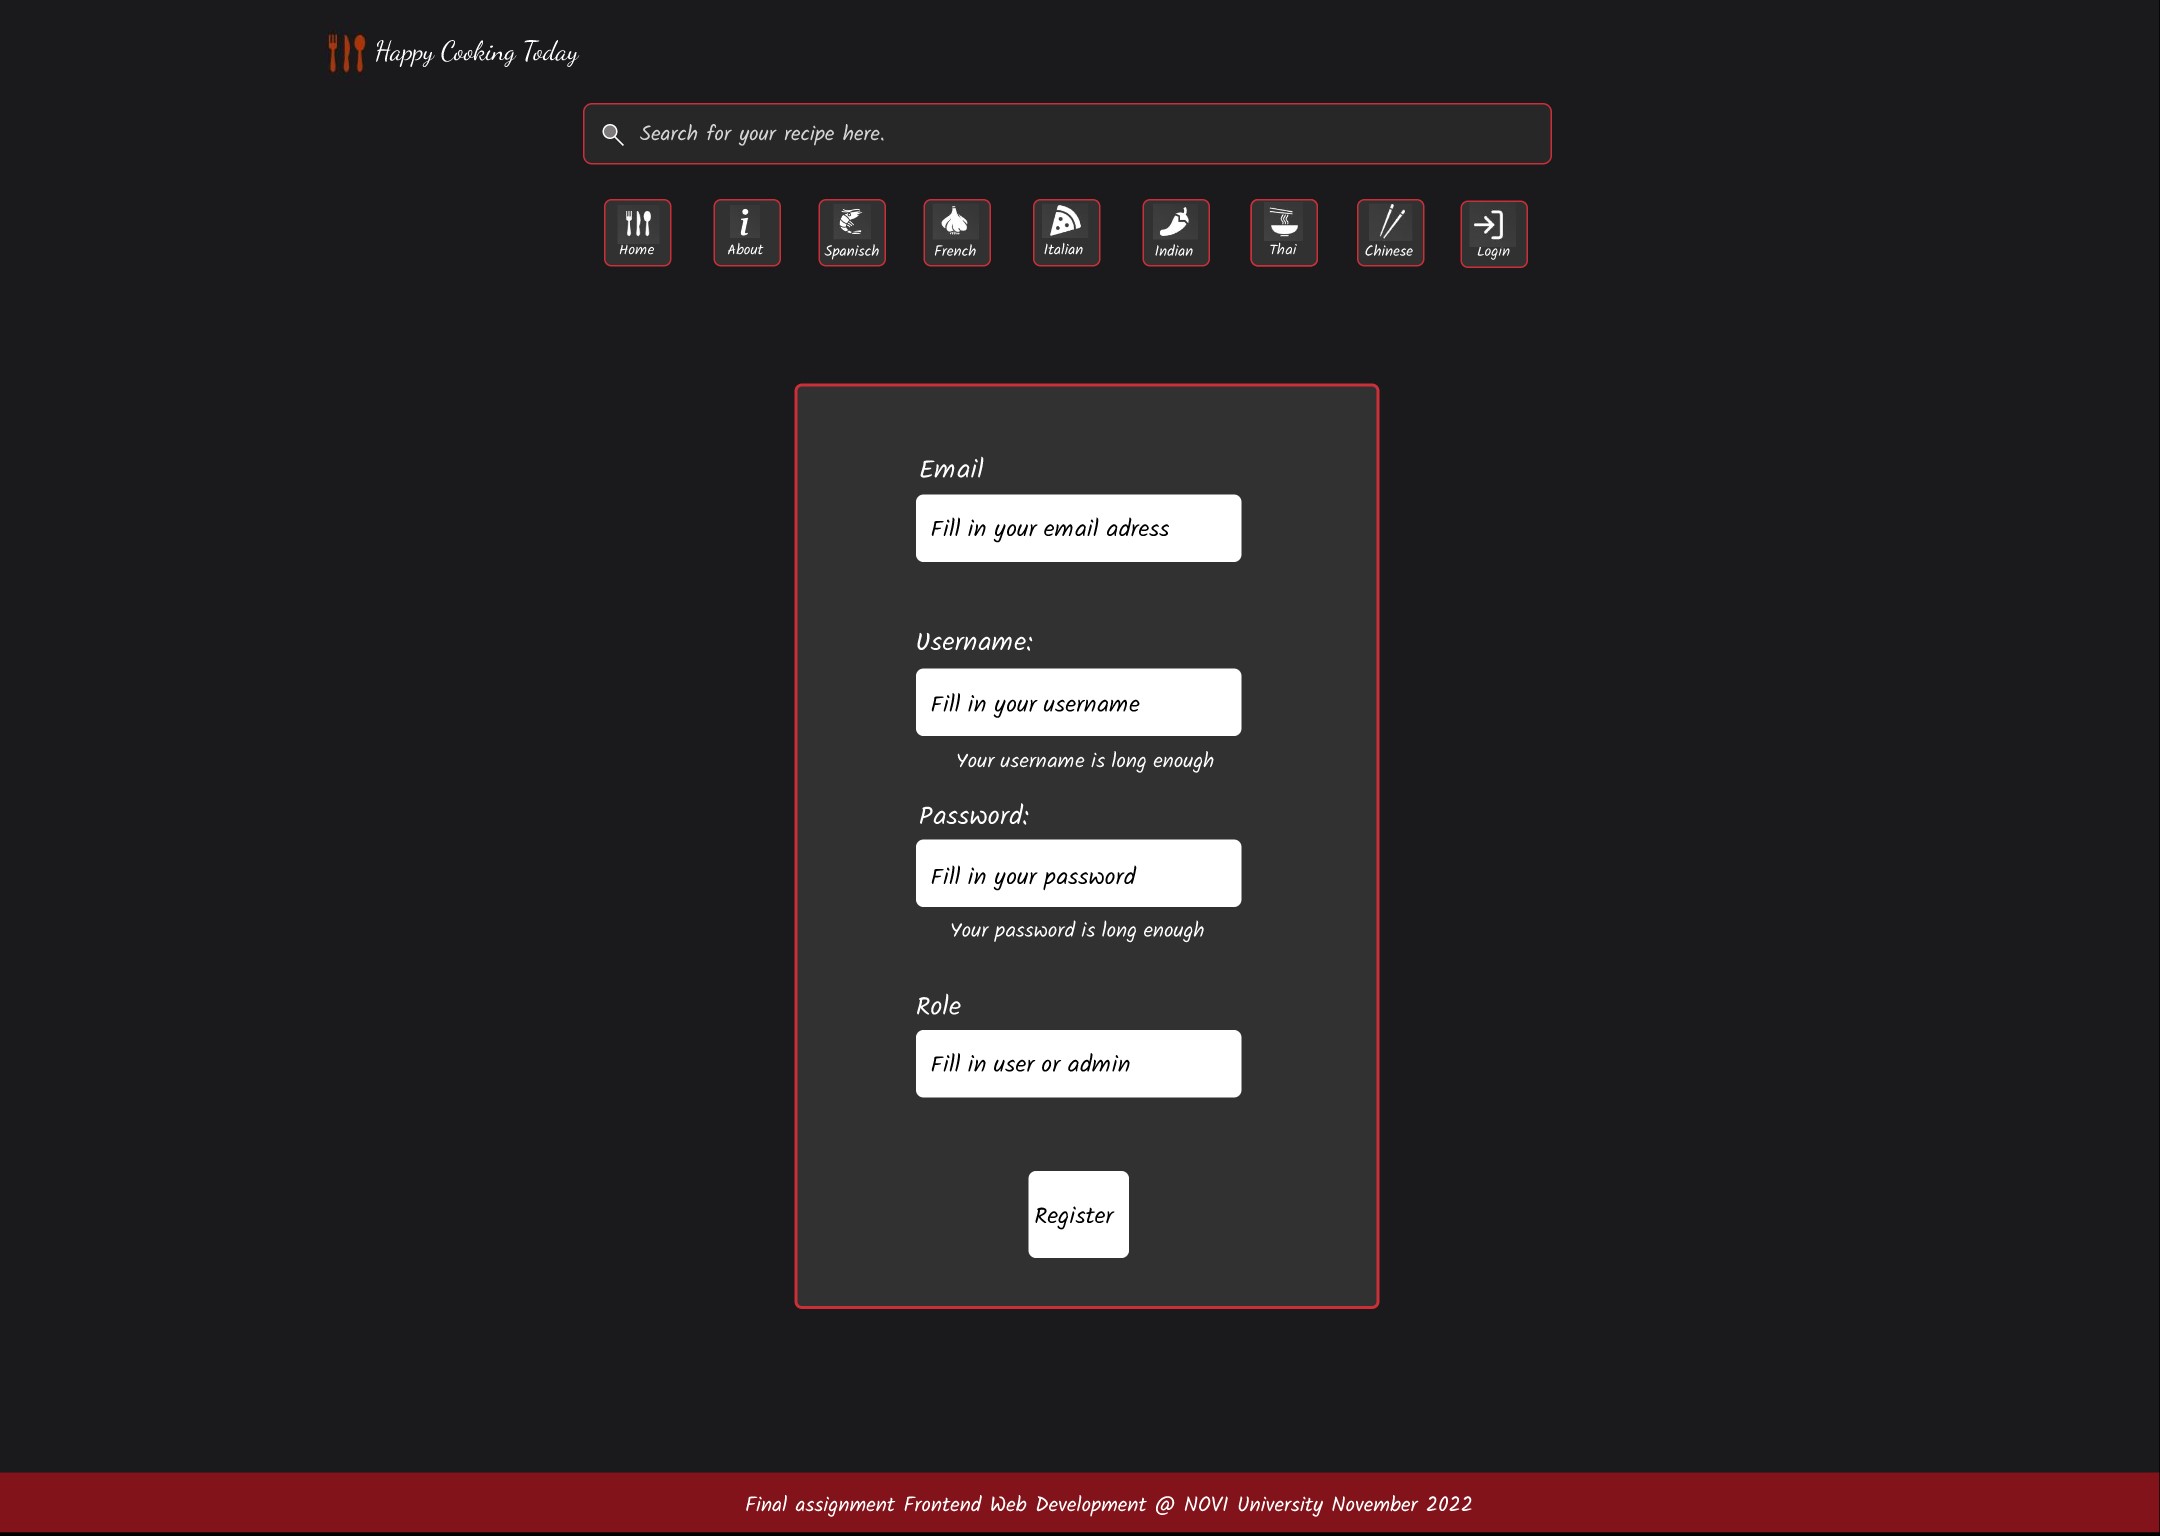 Happy Cooking Today
Search for your recipe here.
Home About Spanisch French Italian Indian Thai Chinese Login
Email
Fill in your email adress
Username:
Fill in your username
Your username is long enough
Password:
Fill in your password
Your password is long enough
Role
Fill in user or admin
Register
Final assignment Frontend Web Development @ NOVI University November 2022